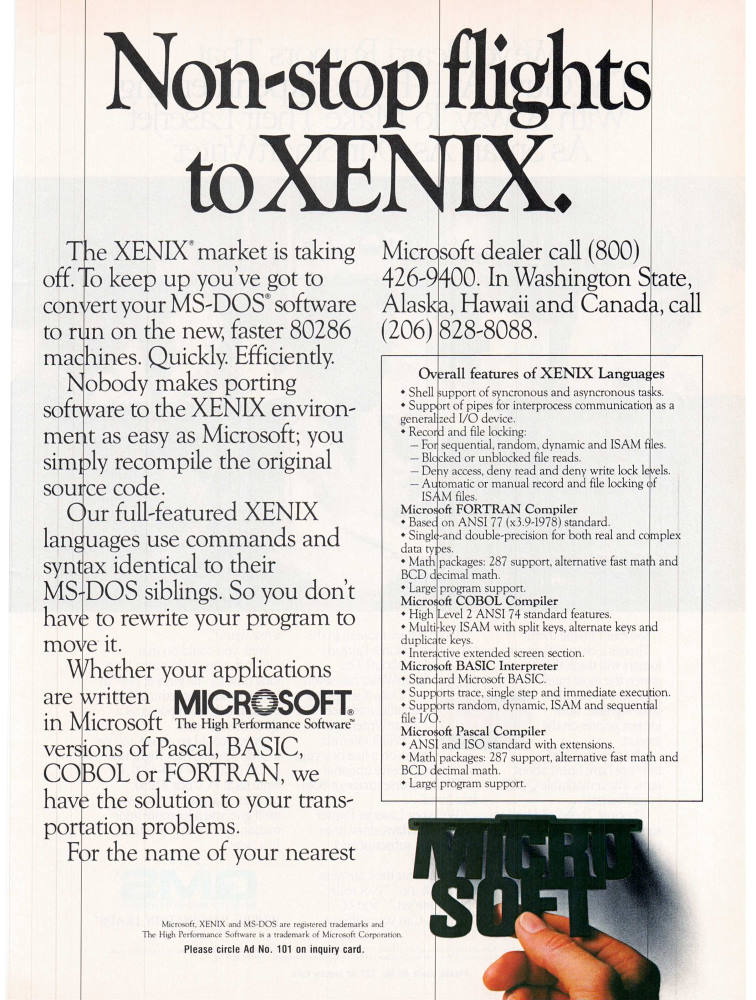 Non-stop flights
to XENIX.
The XENIX® market is taking
off. To keep up you've got to
convert your MS-DOS® software
to run on the new, faster 80286
machines. Quickly. Efficiently.
Nobody makes porting
software to the XENIX environ-
ment as easy as Microsoft; you
simply recompile the original
source code.
Our full-featured XENIX
languages use commands and
syntax identical to their
MS-DOS siblings. So you don't
have to rewrite your program to
move it.
Whether your applications
are written
in Microsoft
MICROSOFT®
The High Performance Software™
versions of Pascal, BASIC,
COBOL or FORTRAN, we
have the solution to your trans-
portation problems.
For the name of your nearest
Microsoft dealer call (800)
426-9400. In Washington State,
Alaska, Hawaii and Canada, call
(206) 828-8088.
Overall features of XENIX Languages
• Shell support of syncronous and asyncronous tasks.
• Support of pipes for interprocess communication as a
generalized I/O device.
• Record and file locking:
— For sequential, random, dynamic and ISAM files.
— Blocked or unblocked file reads.
— Deny access, deny read and deny write lock levels.
— Automatic or manual record and file locking of
ISAM files.
Microsoft FORTRAN Compiler
• Based on ANSI 77 (x3.9-1978) standard.
• Single-and double-precision for both real and complex
data types.
• Math packages: 287 support, alternative fast math and
BCD decimal math.
• Large program support.
Microsoft COBOL Compiler
• High Level 2 ANSI 74 standard features.
• Multi-key ISAM with split keys, alternate keys and
duplicate keys.
• Interactive extended screen section.
Microsoft BASIC Interpreter
• Standard Microsoft BASIC.
• Supports trace, single step and immediate execution.
• Supports random, dynamic, ISAM and sequential
file I/O.
Microsoft Pascal Compiler
• ANSI and ISO standard with extensions.
• Math packages: 287 support, alternative fast math and
BCD decimal math.
• Large program support.
MICRO
SOFT
Microsoft, XENIX and MS-DOS are registered trademarks and
The High Performance Software is a trademark of Microsoft Corporation.
Please circle Ad No. 101 on inquiry card.